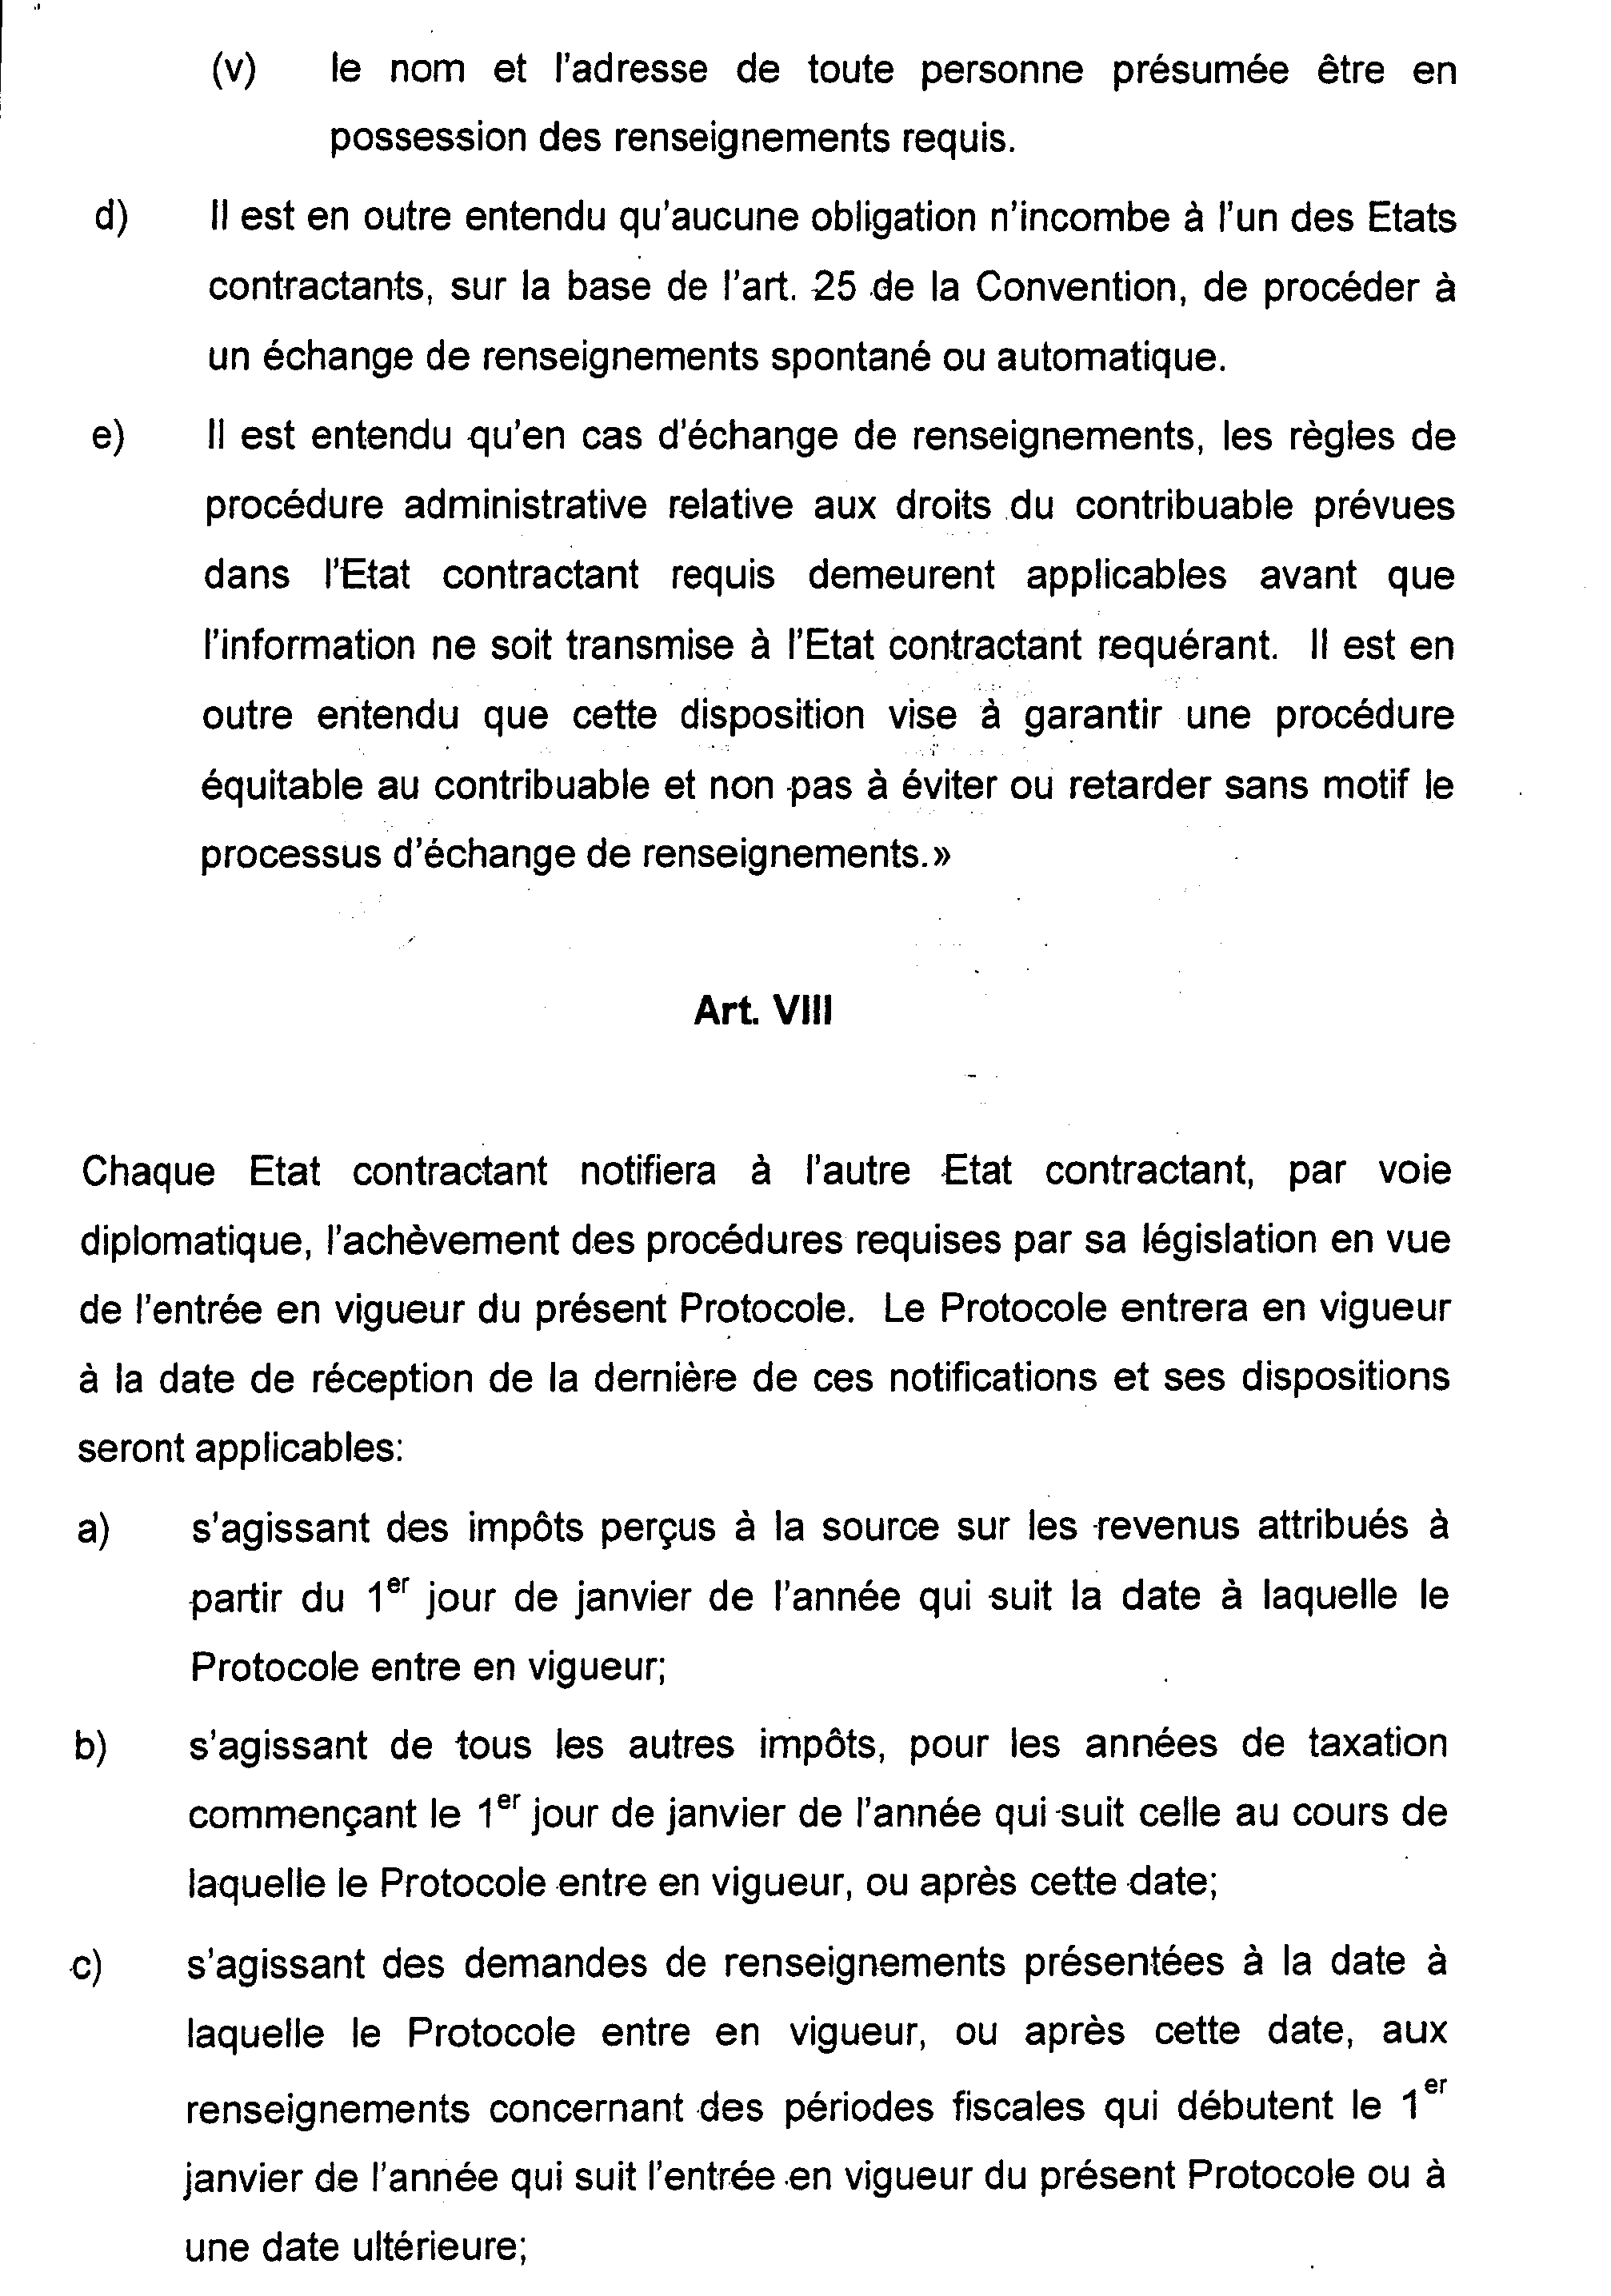 (v) le nom et l'adresse de toute personne présumée être en
possession des renseignements requis.
d) Il est en outre entendu qu'aucune obligation n'incombe à l'un des Etats
contractants, sur la base de l'art. 25 de la Convention, de procéder à
un échange de renseignements spontané ou automatique.
e) Il est entendu qu'en cas d'échange de renseignements, les règles de
procédure administrative relative aux droits du contribuable prévues
dans l'Etat contractant requis demeurent applicables avant que
l'information ne soit transmise à l'Etat contractant requérant. Il est en
outre entendu que cette disposition vise à garantir une procédure
équitable au contribuable et non pas à éviter ou retarder sans motif le
processus d'échange de renseignements.»
Art. VIII
Chaque Etat contractant notifiera à l'autre Etat contractant, par voie
diplomatique, l'achèvement des procédures requises par sa législation en vue
de l'entrée en vigueur du présent Protocole. Le Protocole entrera en vigueur
à la date de réception de la dernière de ces notifications et ses dispositions
seront applicables:
a) s'agissant des impôts perçus à la source sur les revenus attribués à
partir du 1er jour de janvier de l'année qui suit la date à laquelle le
Protocole entre en vigueur;
b) s'agissant de tous les autres impôts, pour les années de taxation
commençant le 1er jour de janvier de l'année qui suit celle au cours de
laquelle le Protocole entre en vigueur, ou après cette date;
c) s'agissant des demandes de renseignements présentées à la date à
laquelle le Protocole entre en vigueur, ou après cette date, aux
renseignements concernant des périodes fiscales qui débutent le 1er
janvier de l'année qui suit l'entrée en vigueur du présent Protocole ou à
une date ultérieure;